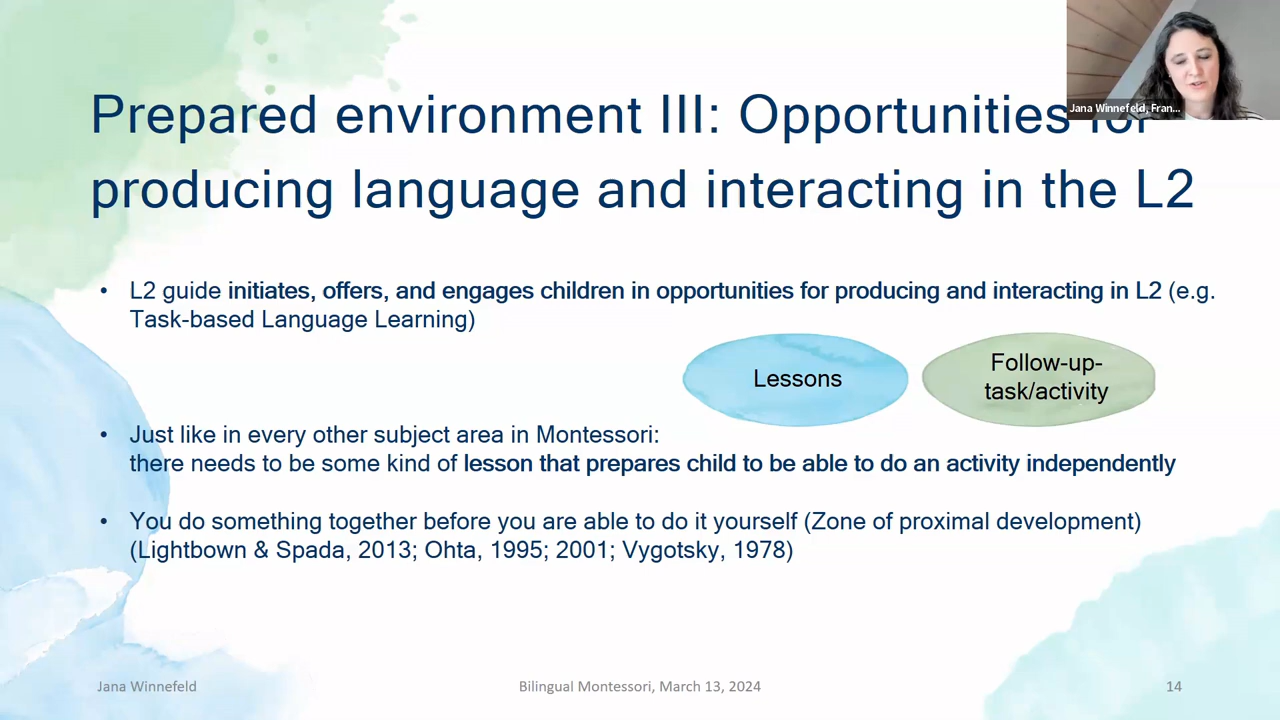 Jana Winnefeld, Fran...
Prepared environment III: Opportunities for
producing language and interacting in the L2
• L2 guide initiates, offers, and engages children in opportunities for producing and interacting in L2 (e.g.
Task-based Language Learning)
Lessons
Follow-up-
task/activity
• Just like in every other subject area in Montessori:
there needs to be some kind of lesson that prepares child to be able to do an activity independently
• You do something together before you are able to do it yourself (Zone of proximal development)
(Lightbown & Spada, 2013; Ohta, 1995; 2001; Vygotsky, 1978)
Jana Winnefeld
Bilingual Montessori, March 13, 2024
14